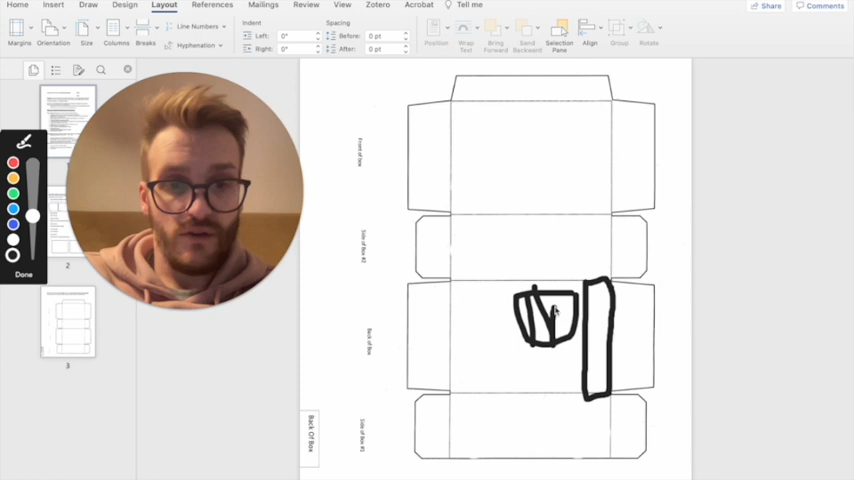 Home Insert Draw Layout References Mailings Review View Zotero Acrobat Tell me
Share Comments
Margins Orientation Size Columns Breaks
Line Numbers
Hyphenation
Indent
Left: 0"
Right: 0"
Spacing
Before: 0 pt
After: 0 pt
Position Wrap Text Bring Forward Send Backward Selection Pane Align Group Rotate
Done
2
3
Front of box
Side of Box #2
Back of Box
Side of Box #1
Back Of Box